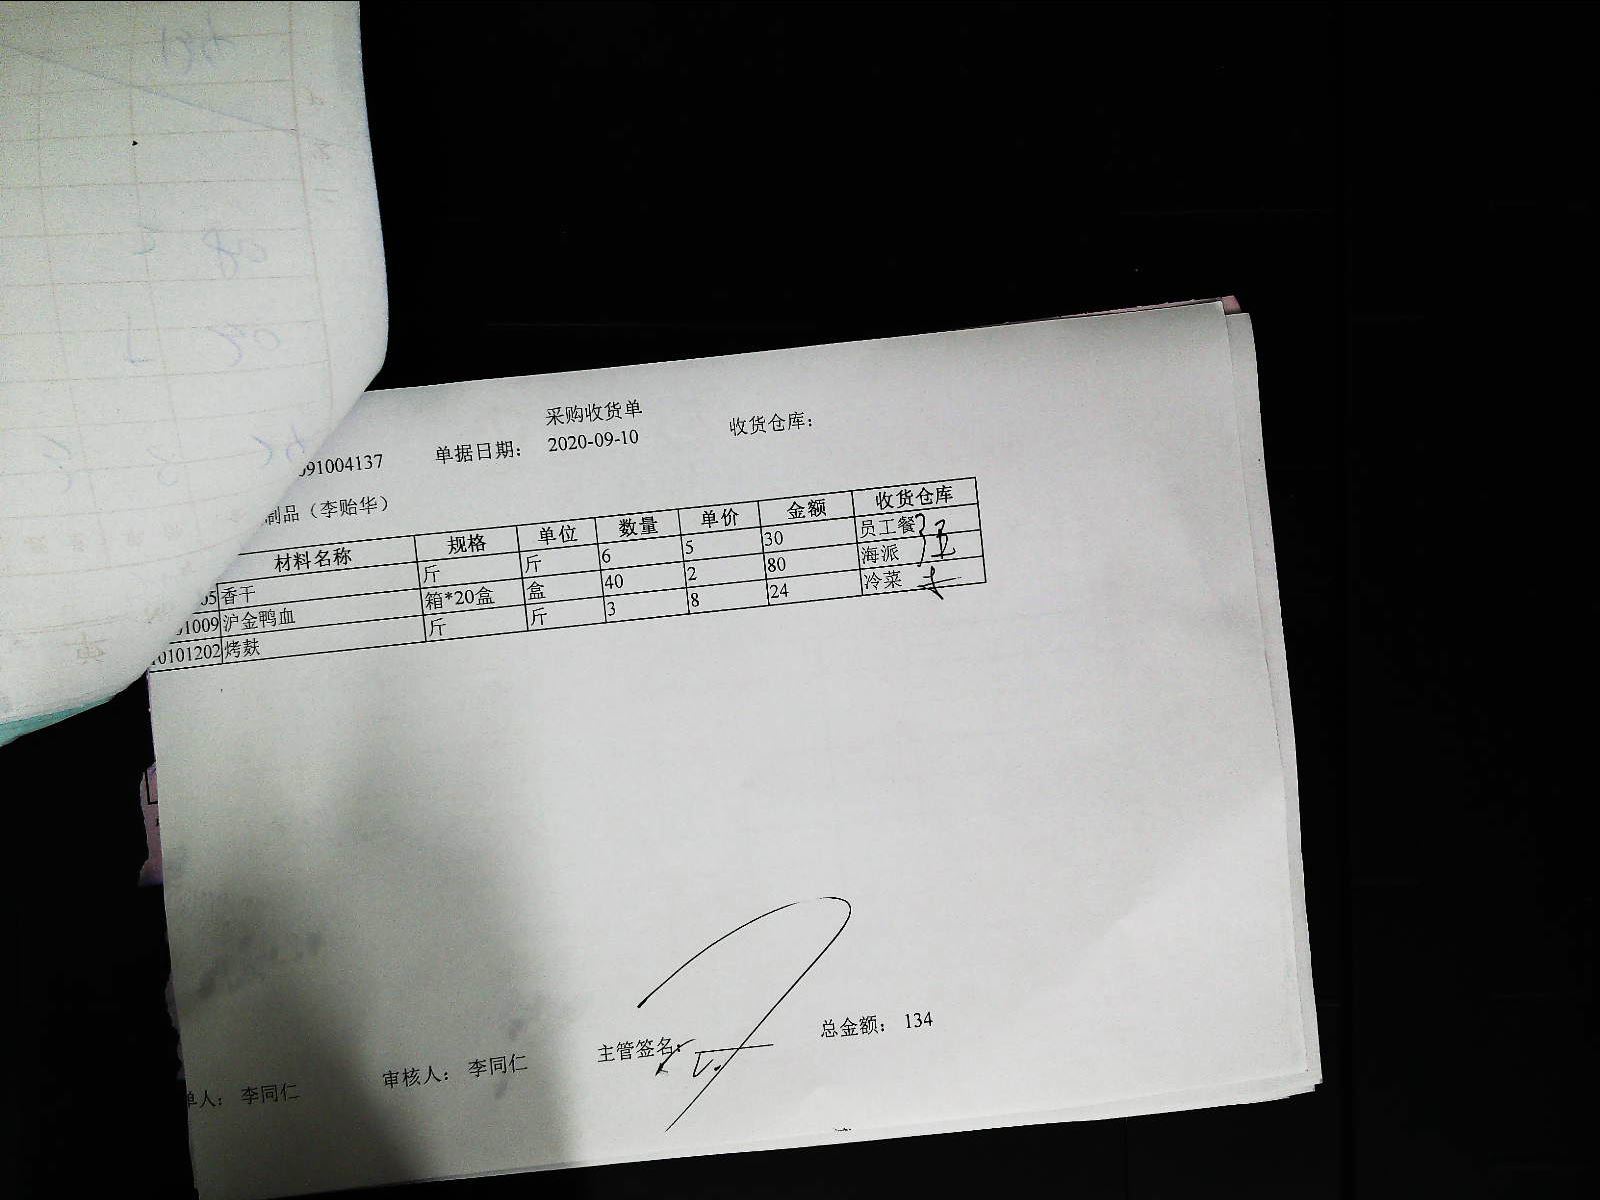 采购收货单
091004137 单据日期： 2020-09-10 收货仓库：
制品（李贻华）
材料名称 规格 单位 数量 单价 金额 收货仓库
05 香干 斤 斤 6 5 30 员工餐
01009 沪金鸭血 箱*20盒 盒 40 2 80 海派
0101202 烤麸 斤 斤 3 8 24 冷菜
单人： 李同仁 审核人： 李同仁 主管签名： 总金额： 134